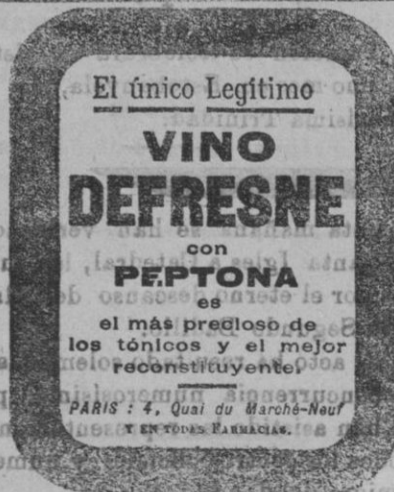 El único Legítimo
VINO
DEFRESNE
con
PEPTONA
es
el más precioso de
los tónicos y el mejor
reconstituyente.
PARIS : 4, Quai du Marché-Neuf
Y EN TODAS FARMACIAS.